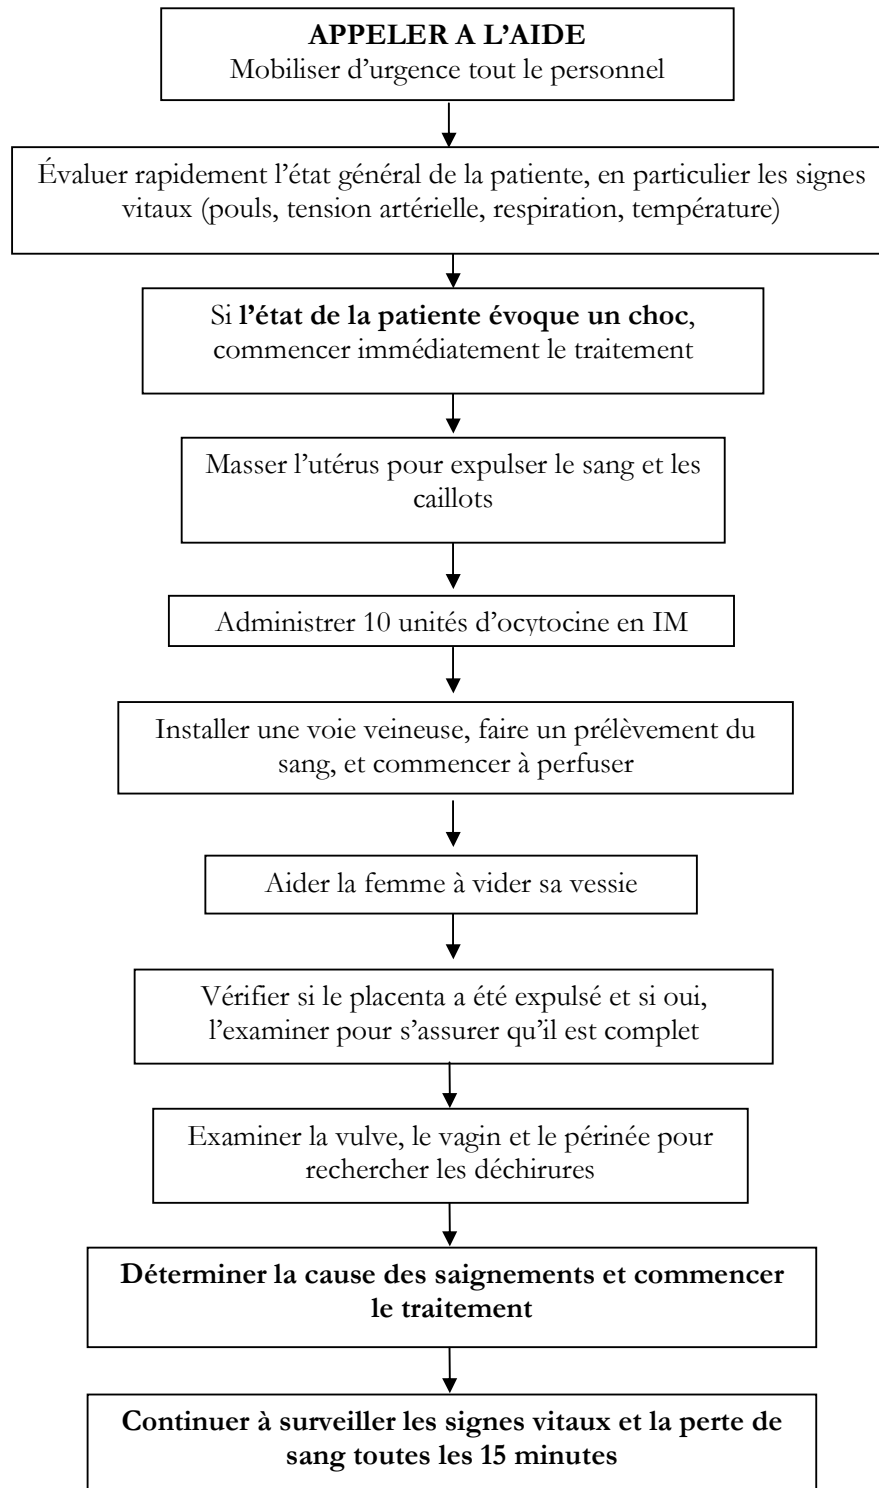 APPELER A L'AIDE
Mobiliser d'urgence tout le personnel
Évaluer rapidement l'état général de la patiente, en particulier les signes
vitaux (pouls, tension artérielle, respiration, température)
Si l'état de la patiente évoque un choc,
commencer immédiatement le traitement
Masser l'utérus pour expulser le sang et les
caillots
Administrer 10 unités d'ocytocine en IM
Installer une voie veineuse, faire un prélèvement du
sang, et commencer à perfuser
Aider la femme à vider sa vessie
Vérifier si le placenta a été expulsé et si oui,
l'examiner pour s'assurer qu'il est complet
Examiner la vulve, le vagin et le périnée pour
rechercher les déchirures
Déterminer la cause des saignements et commencer
le traitement
Continuer à surveiller les signes vitaux et la perte de
sang toutes les 15 minutes